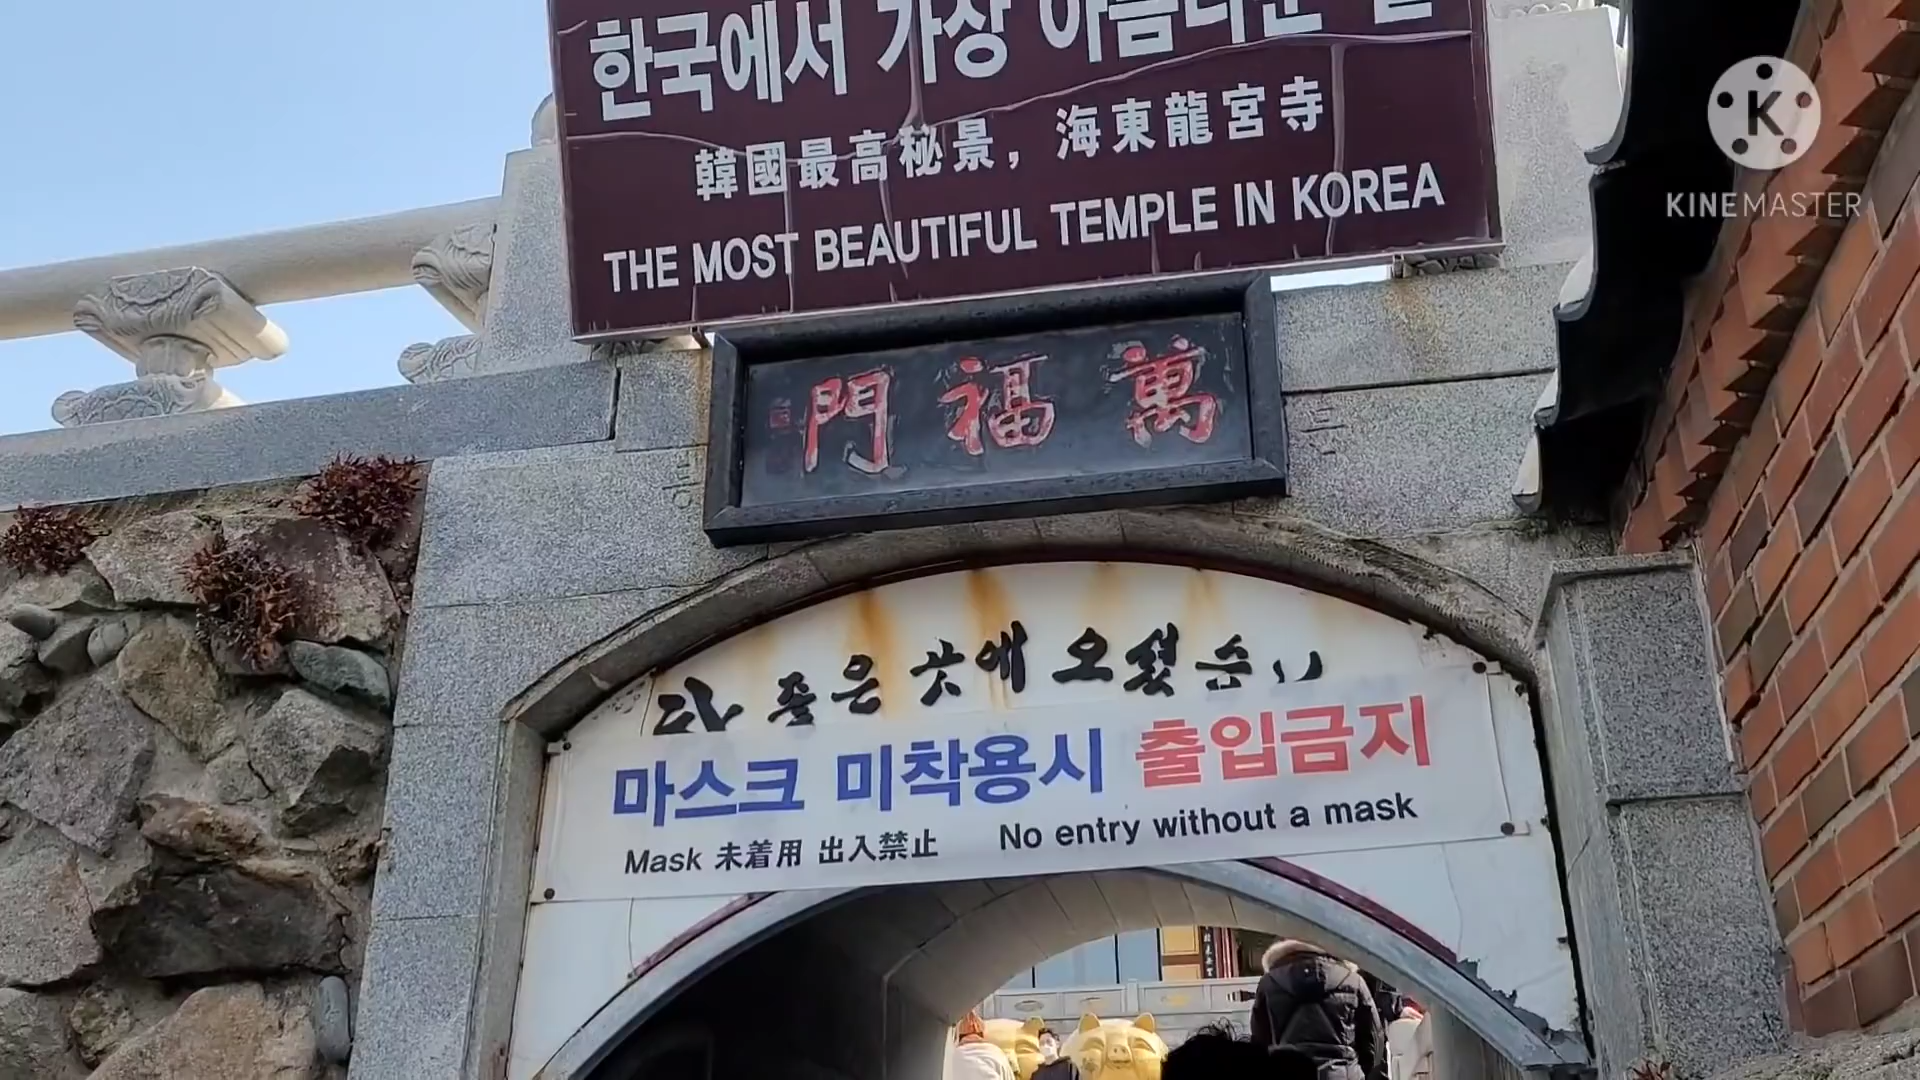 한국에서 가장 아름다운 절
韓國最高秘景, 海東龍宮寺
THE MOST BEAUTIFUL TEMPLE IN KOREA
門福萬
참 좋은 곳에 오셨습니다
마스크 미착용시 출입금지
Mask 未着用 出入禁止 No entry without a mask
K
KINEMASTER